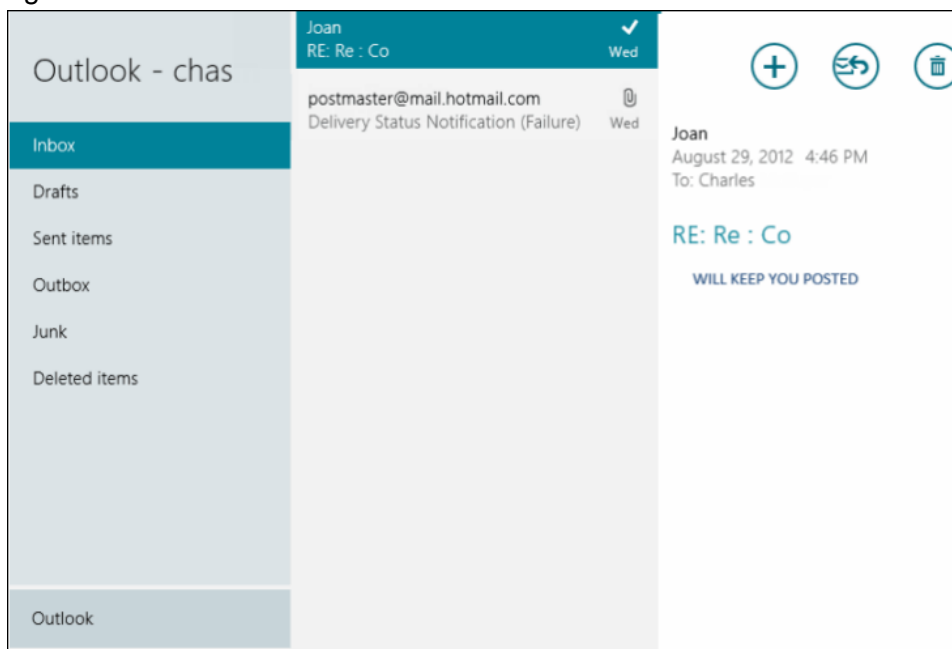 Outlook - chas
Inbox
Drafts
Sent items
Outbox
Junk
Deleted items
Outlook
Joan
RE: Re : Co
Wed
postmaster@mail.hotmail.com
Delivery Status Notification (Failure)
Wed
Joan
August 29, 2012 4:46 PM
To: Charles
RE: Re : Co
WILL KEEP YOU POSTED